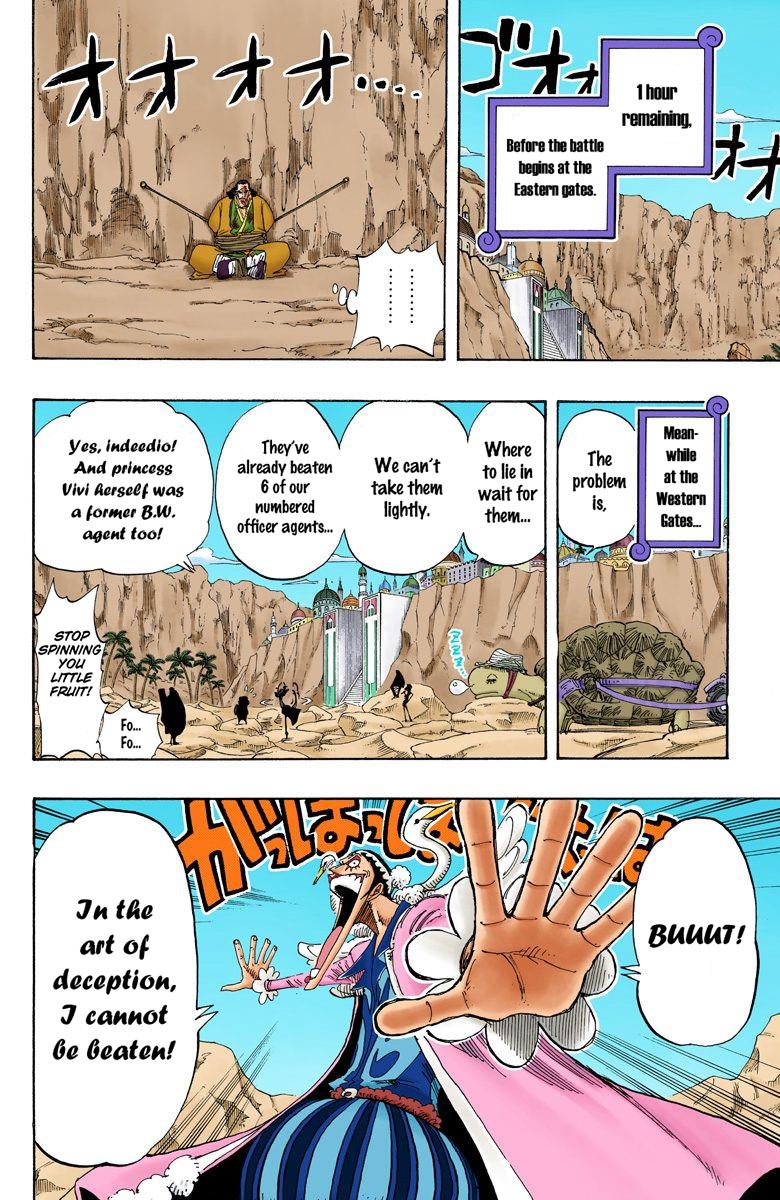 ゴオオオオ
1 hour
remaining,
Before the battle
begins at the
Eastern gates.
オオオオ....
Mean-
while
at the
Western
Gates...
The
problem
is,
Where
to lie in
wait for
them...
We can't
take them
lightly.
They've
already beaten
6 of our
numbered
officer agents...
Yes, indeedio!
And princess
Vivi herself was
a former B.W.
agent too!
ZZZZ...
STOP
SPINNING
YOU
LITTLE
FRUIT!
Fo...
Fo...
BUUUT!
In the
art of
deception,
I cannot
be beaten!